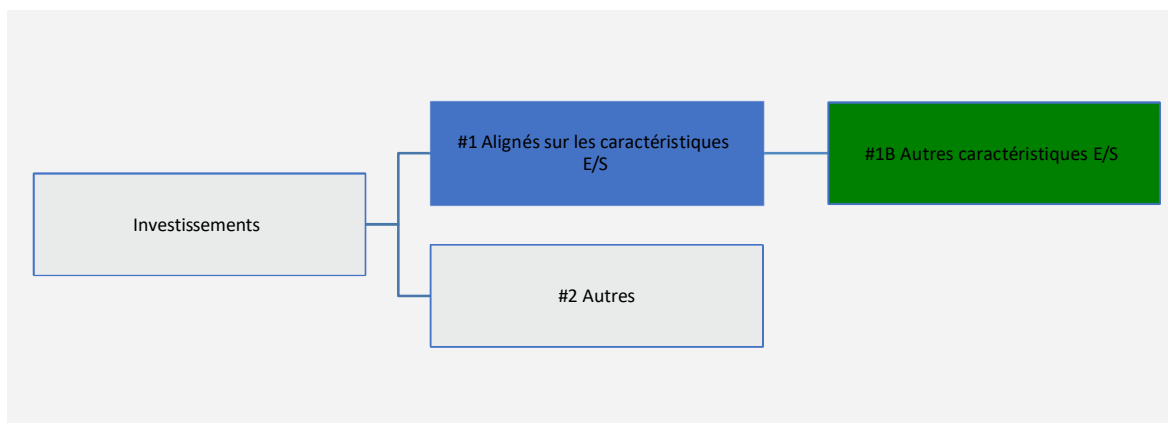 #1 Alignés sur les caractéristiques
E/S
#1B Autres caractéristiques E/S
Investissements
#2 Autres